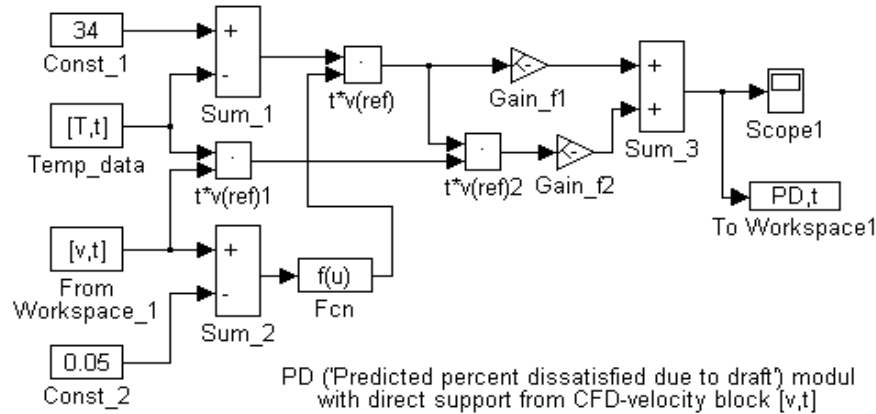 34
Const_1
+
-
Sum_1
[T,t]
Temp_data
t*v(ref)1
t*v(ref)
Gain_f1
t*v(ref)2
Gain_f2
+
+
Sum_3
Scope1
PD,t
To Workspace1
[v,t]
From
Workspace_1
+
-
Sum_2
f(u)
Fcn
0.05
Const_2
PD ('Predicted percent dissatisfied due to draft') modul
with direct support from CFD-velocity block [v,t]